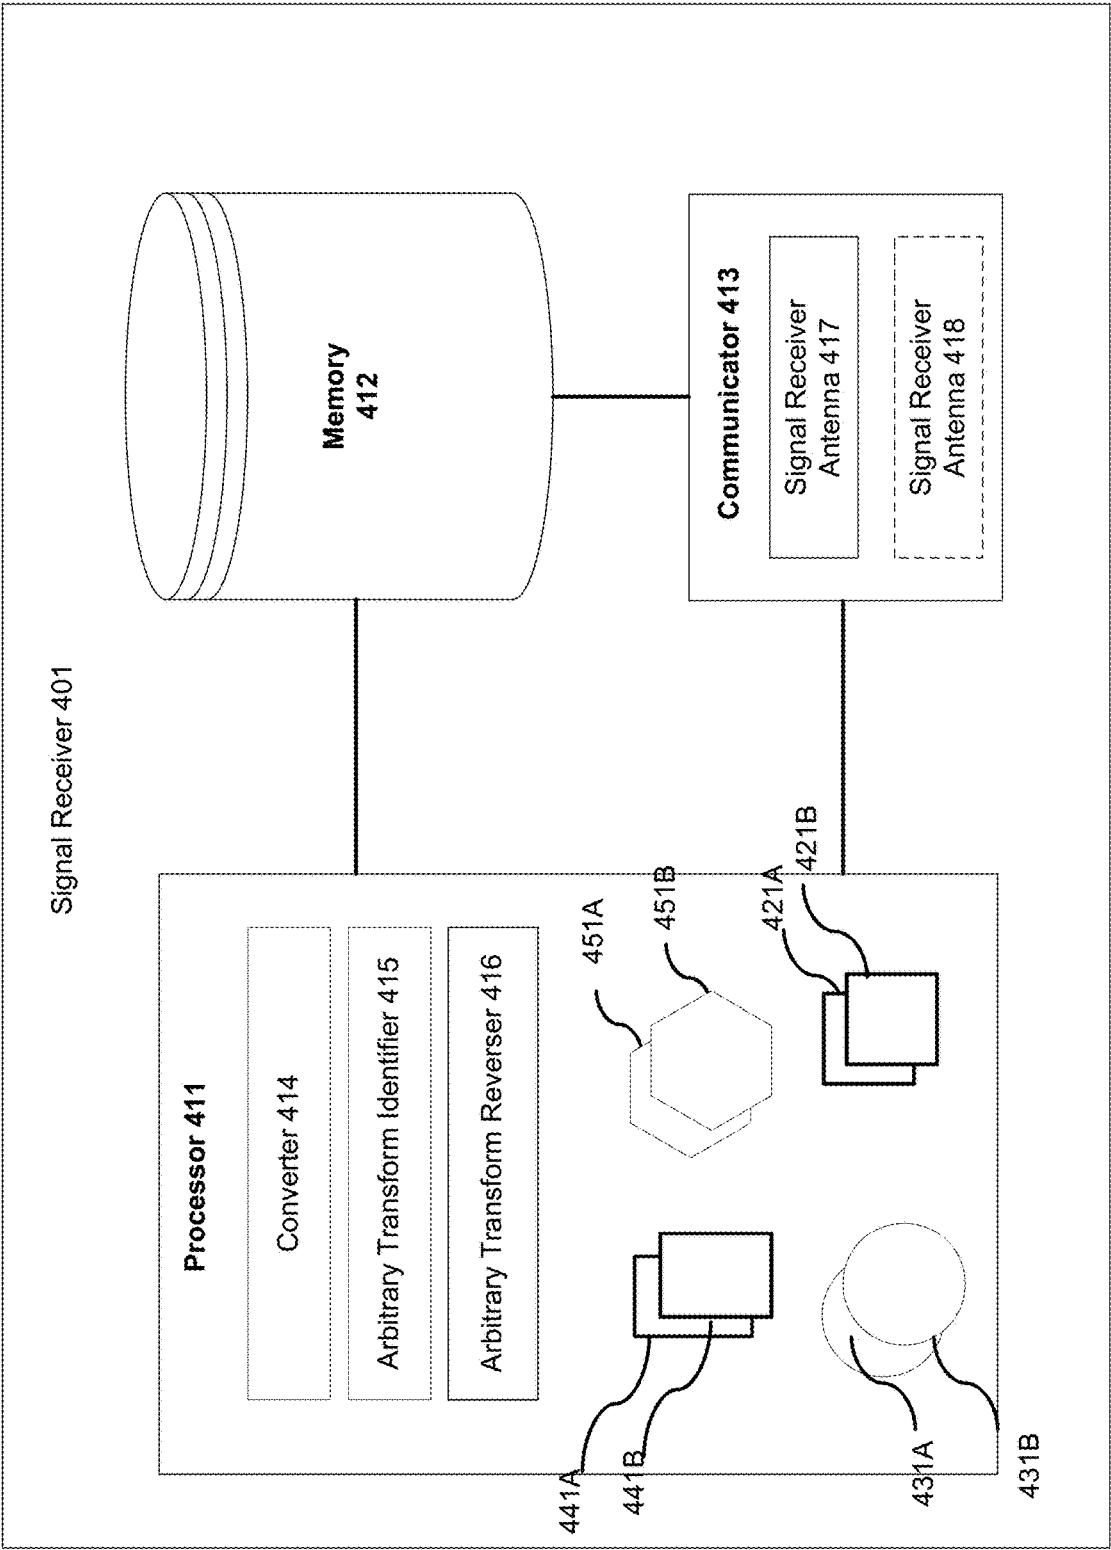 Signal Receiver 401
Processor 411
Converter 414
Arbitrary Transform Identifier 415
Arbitrary Transform Reverser 416
441A
441B
451A
451B
431A
431B
421A
421B
Memory
412
Communicator 413
Signal Receiver
Antenna 417
Signal Receiver
Antenna 418